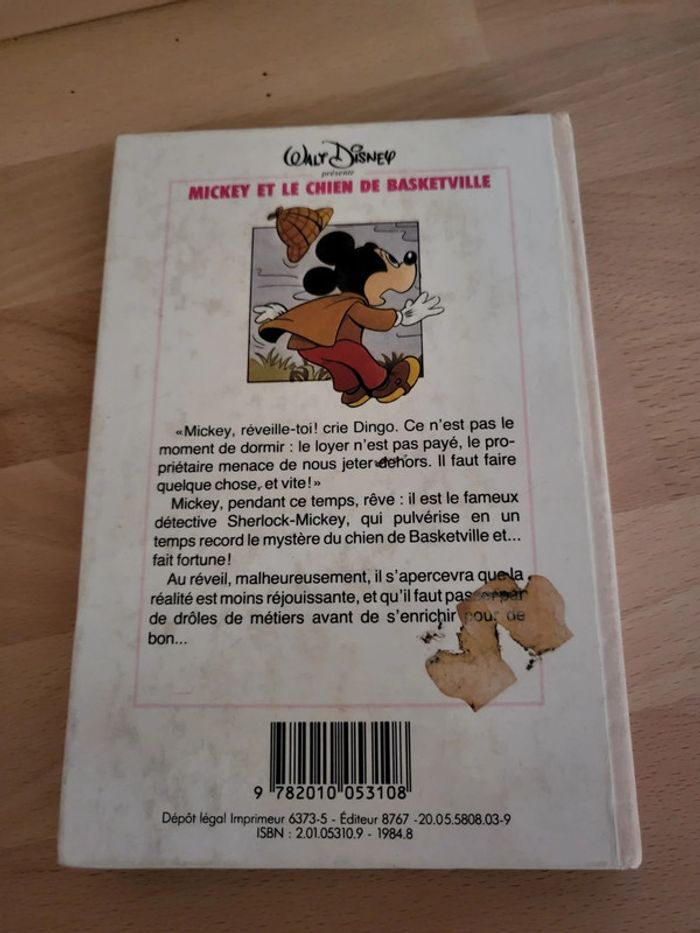 WALT DISNEY
présente
MICKEY ET LE CHIEN DE BASKETVILLE
«Mickey, réveille-toi! crie Dingo. Ce n'est pas le
moment de dormir : le loyer n'est pas payé, le pro-
priétaire menace de nous jeter dehors. Il faut faire
quelque chose, et vite!»
Mickey, pendant ce temps, rêve : il est le fameux
détective Sherlock-Mickey, qui pulvérise en un
temps record le mystère du chien de Basketville et...
fait fortune!
Au réveil, malheureusement, il s'apercevra que la
réalité est moins réjouissante, et qu'il faut passer par
de drôles de métiers avant de s'enrichir pour de
bon...
9 782010 053108
Dépôt légal Imprimeur 6373-5 - Éditeur 8767 -20.05.5808.03-9
ISBN : 2.01.05310.9 - 1984.8